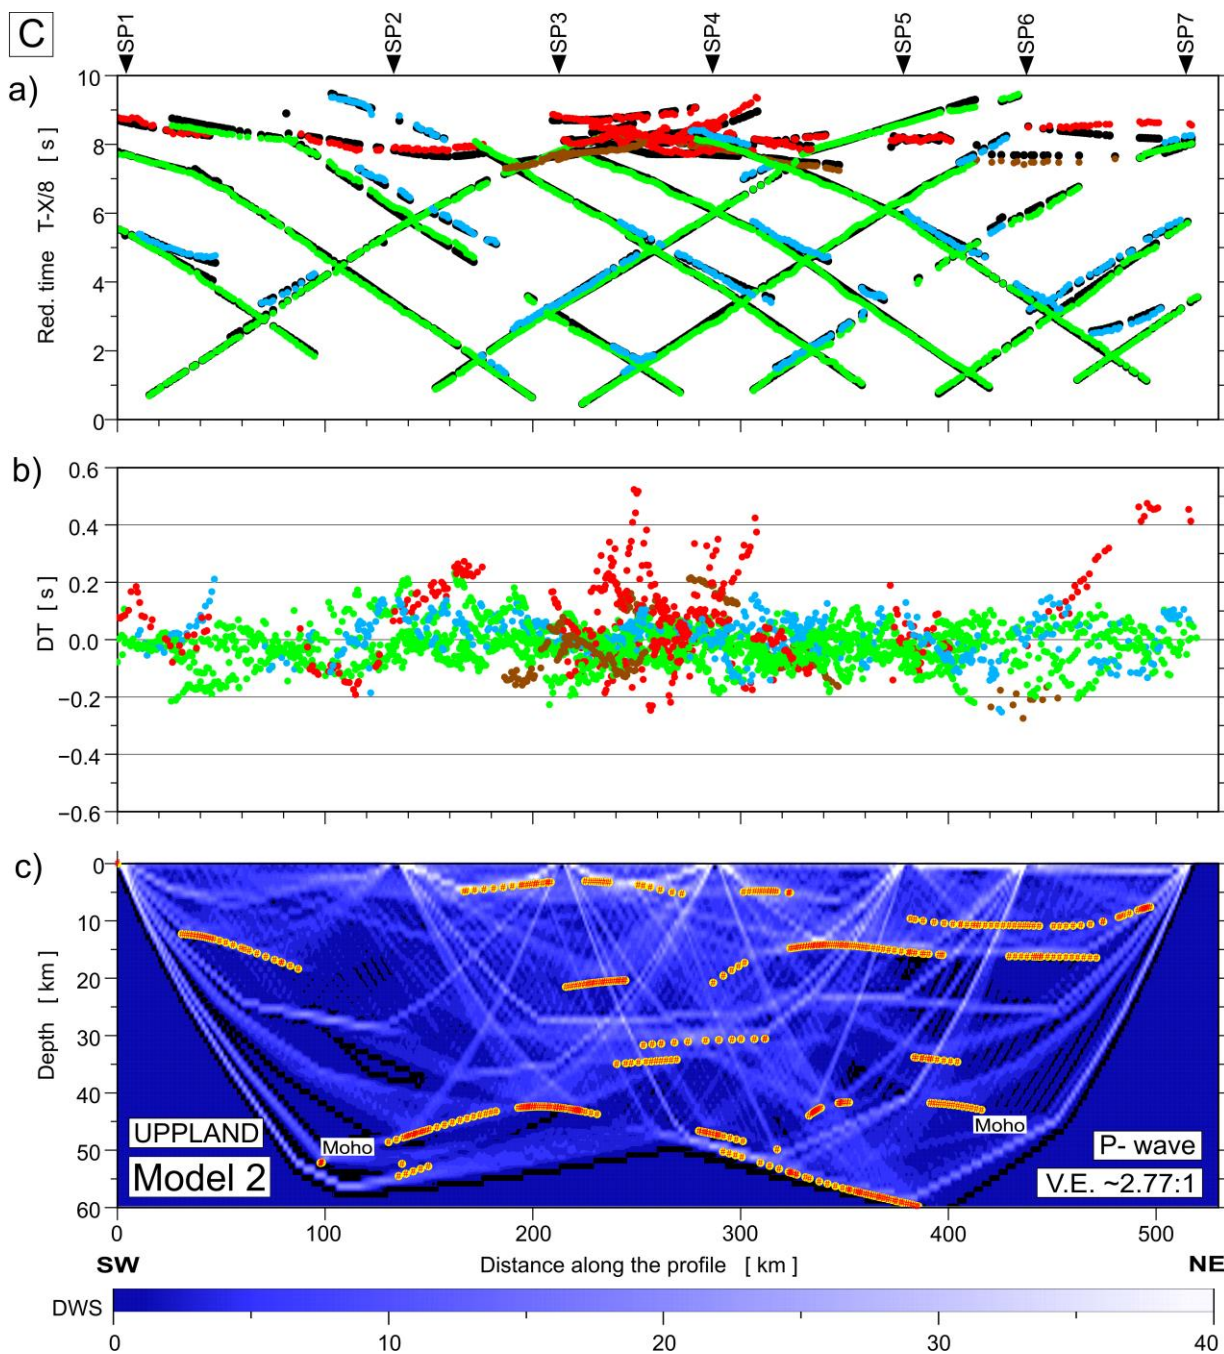 C
SP1 SP2 SP3 SP4 SP5 SP6 SP7
a)
Red. time T-X/8 [ s ]
10
8
6
4
2
0
b)
DT [ s ]
0.6
0.4
0.2
0.0
−0.2
−0.4
−0.6
c)
Depth [ km ]
0
10
20
30
40
50
60
UPPLAND
Model 2
Moho
Moho
P- wave
V.E. ~2.77:1
0 100 200 300 400 500
SW Distance along the profile [ km ] NE
DWS
0 10 20 30 40